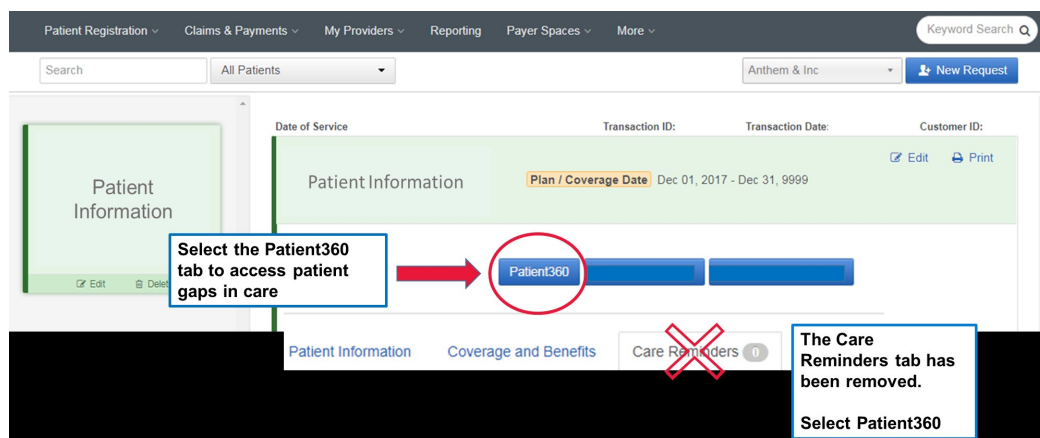 Patient Registration Claims & Payments My Providers Reporting Payer Spaces More Keyword Search
Search All Patients Anthem & Inc New Request
Date of Service Transaction ID: Transaction Date: Customer ID:
Edit Print
Patient
Information
Patient Information Plan / Coverage Date Dec 01, 2017 - Dec 31, 9999
Select the Patient360
tab to access patient
gaps in care
Edit
Patient360
Patient Information Coverage and Benefits Care Reminders 0
The Care
Reminders tab has
been removed.
Select Patient360